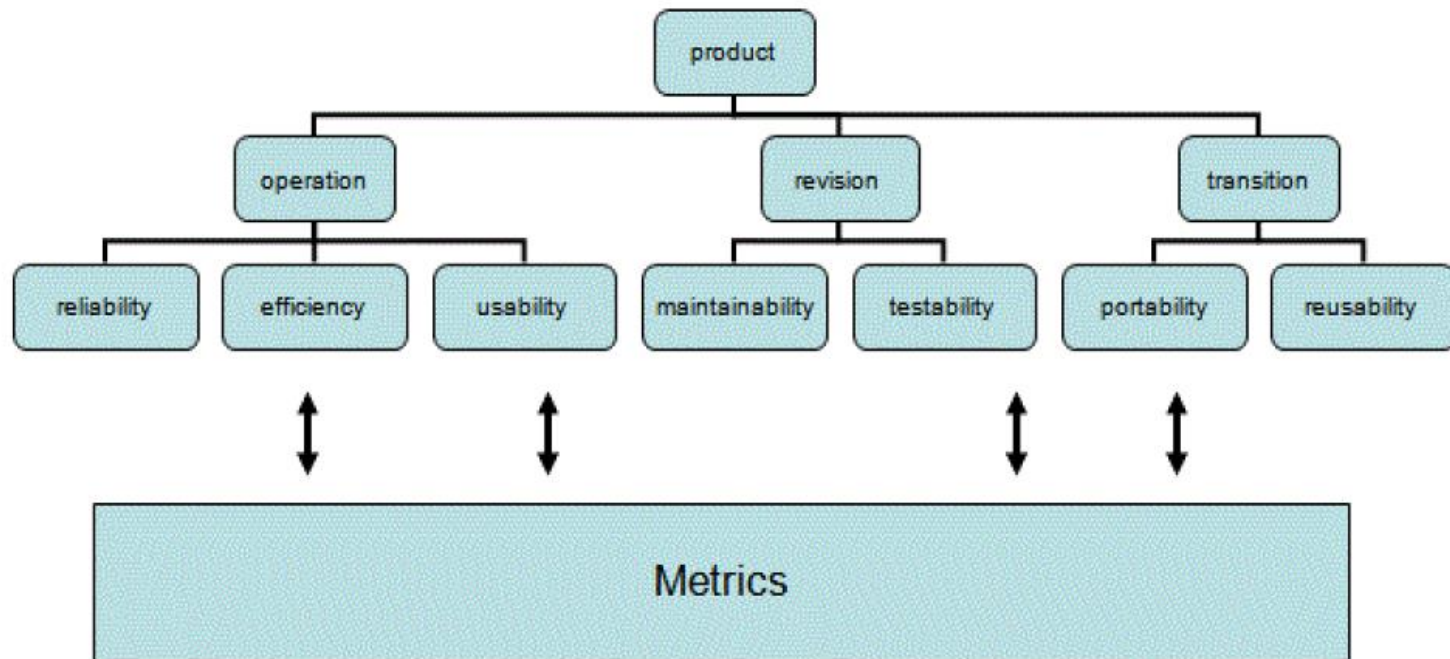 product
operation
revision
transition
reliability
efficiency
usability
maintainability
testability
portability
reusability
Metrics